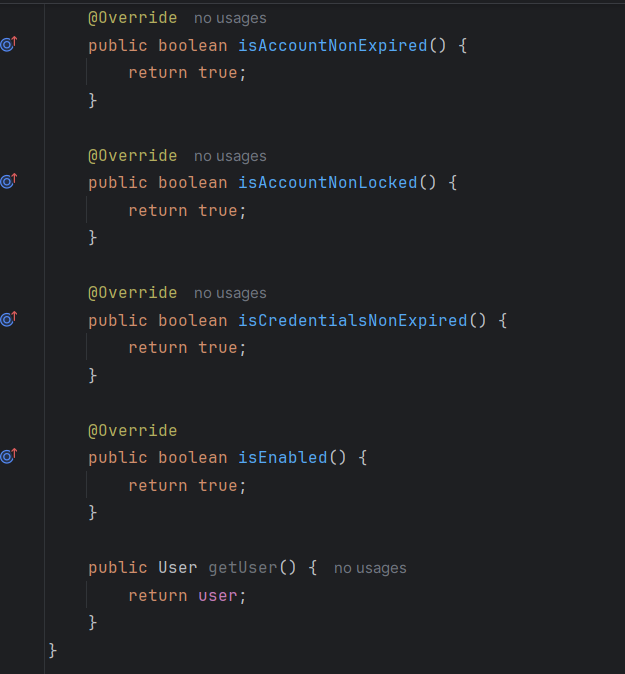 @Override no usages
public boolean isAccountNonExpired() {
return true;
}
@Override no usages
public boolean isAccountNonLocked() {
return true;
}
@Override no usages
public boolean isCredentialsNonExpired() {
return true;
}
@Override
public boolean isEnabled() {
return true;
}
public User getUser() { no usages
return user;
}
}